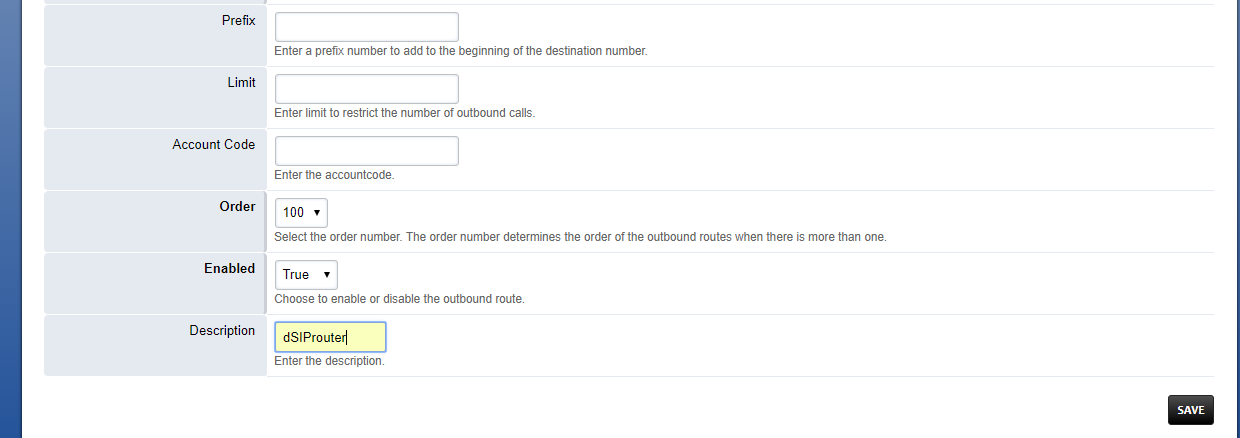 Prefix
Enter a prefix number to add to the beginning of the destination number.
Limit
Enter limit to restrict the number of outbound calls.
Account Code
Enter the accountcode.
Order
100
Select the order number. The order number determines the order of the outbound routes when there is more than one.
Enabled
True
Choose to enable or disable the outbound route.
Description
dSIProuter
Enter the description.
SAVE